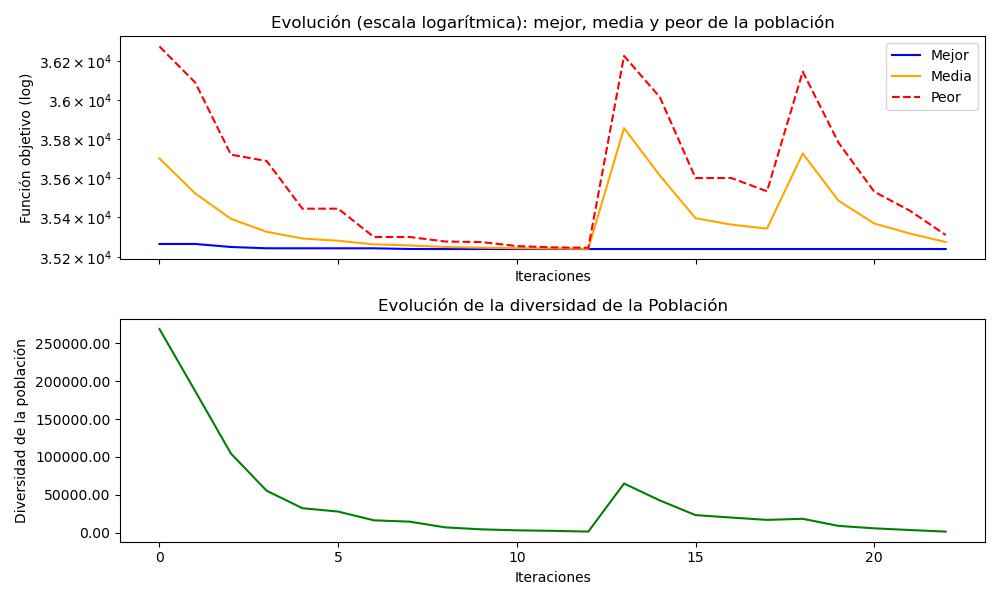 Evolución (escala logarítmica): mejor, media y peor de la población
Función objetivo (log)
3.62 × 10⁴
3.6 × 10⁴
3.58 × 10⁴
3.56 × 10⁴
3.54 × 10⁴
3.52 × 10⁴
Mejor
Media
Peor
Iteraciones
Evolución de la diversidad de la Población
Diversidad de la población
250000.00
200000.00
150000.00
100000.00
50000.00
0.00
0 5 10 15 20
Iteraciones